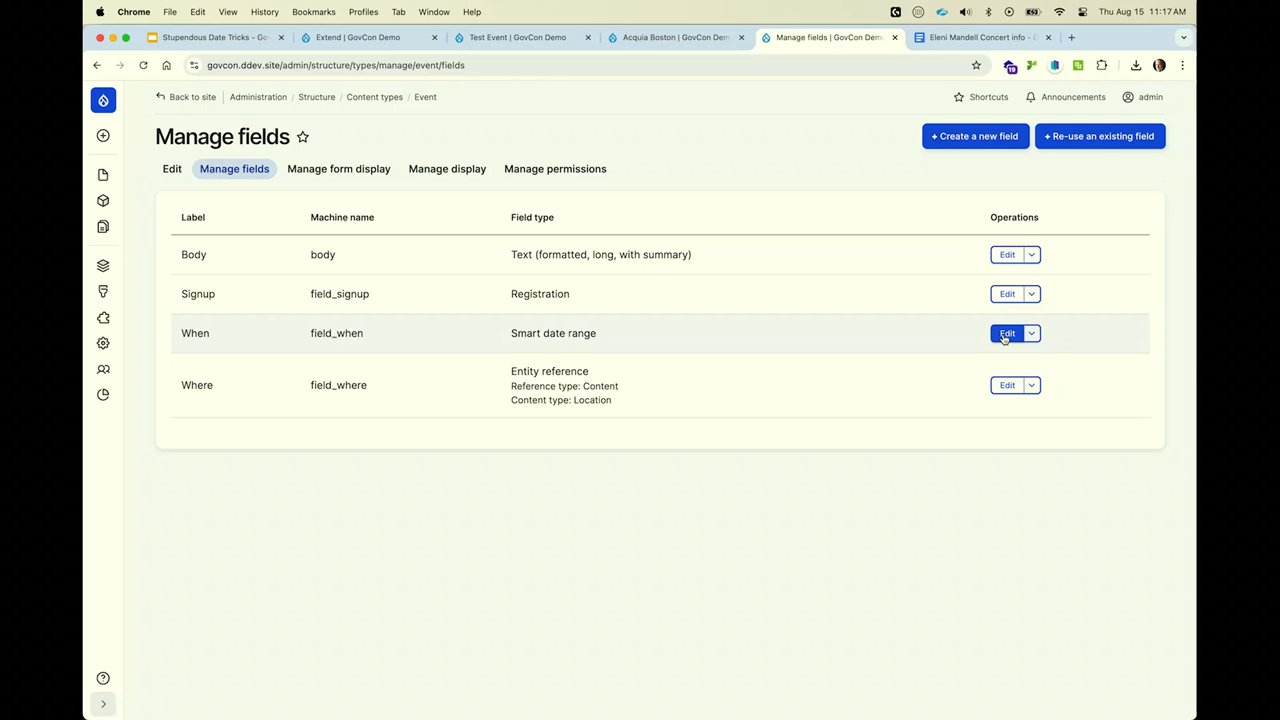 Chrome File Edit View History Bookmarks Profiles Tab Window Help Thu Aug 15 11:17 AM
Stupendous Date Tricks - Go Extend | GovCon Demo Test Event | GovCon Demo Acquia Boston | GovCon Dem Manage fields | GovCon Dem Eleni Mandell Concert info -
govcon.ddev.site/admin/structure/types/manage/event/fields 19
Back to site Administration / Structure / Content types / Event Shortcuts Announcements admin
Manage fields + Create a new field + Re-use an existing field
Edit Manage fields Manage form display Manage display Manage permissions
Label Machine name Field type Operations
Body body Text (formatted, long, with summary) Edit
Signup field_signup Registration Edit
When field_when Smart date range Edit
Where field_where Entity reference Edit
Reference type: Content
Content type: Location